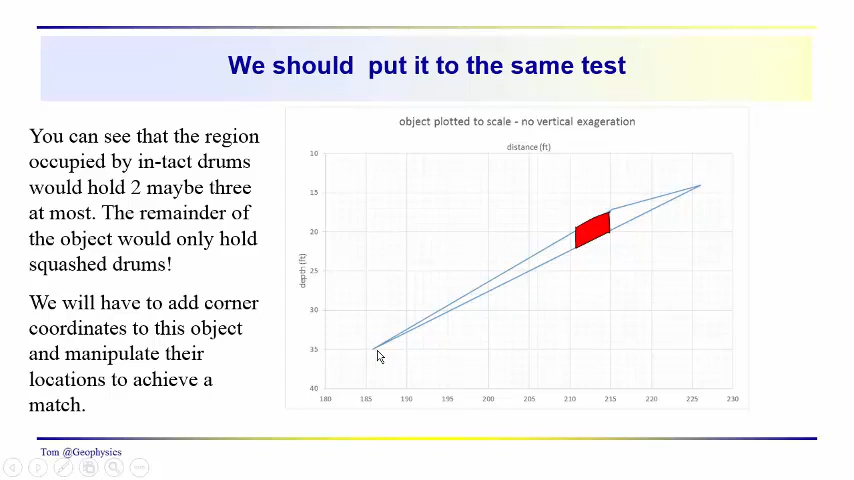 We should  put it to the same test
You can see that the region
occupied by in-tact drums
would hold 2 maybe three
at most. The remainder of
the object would only hold
squashed drums!
We will have to add corner
coordinates to this object
and manipulate their
locations to achieve a
match.
object plotted to scale - no vertical exageration
distance (ft)
depth (ft)
10
15
20
25
30
35
40
180 185 190 195 200 205 210 215 220 225 230
Tom @Geophysics